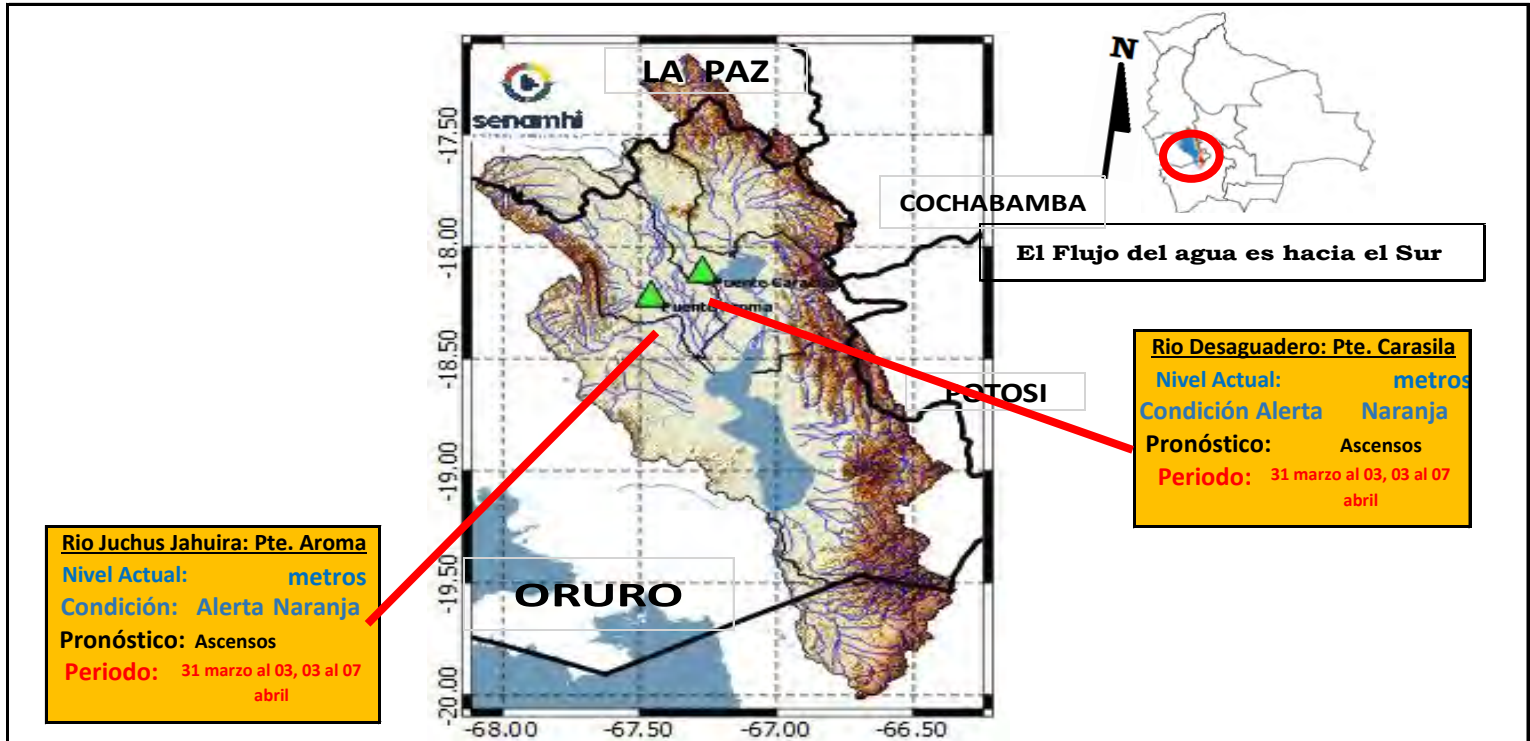 LA PAZ
senamhi
N
COCHABAMBA
El Flujo del agua es hacia el Sur
POTOSI
ORURO
Puente Aroma
Rio Desaguadero: Pte. Carasila
Nivel Actual: metros
Condición Alerta Naranja
Pronóstico: Ascensos
Periodo: 31 marzo al 03, 03 al 07
abril
Rio Juchus Jahuira: Pte. Aroma
Nivel Actual: metros
Condición: Alerta Naranja
Pronóstico: Ascensos
Periodo: 31 marzo al 03, 03 al 07
abril
-17.50
-18.00
-18.50
-19.00
-19.50
-20.00
-68.00 -67.50 -67.00 -66.50